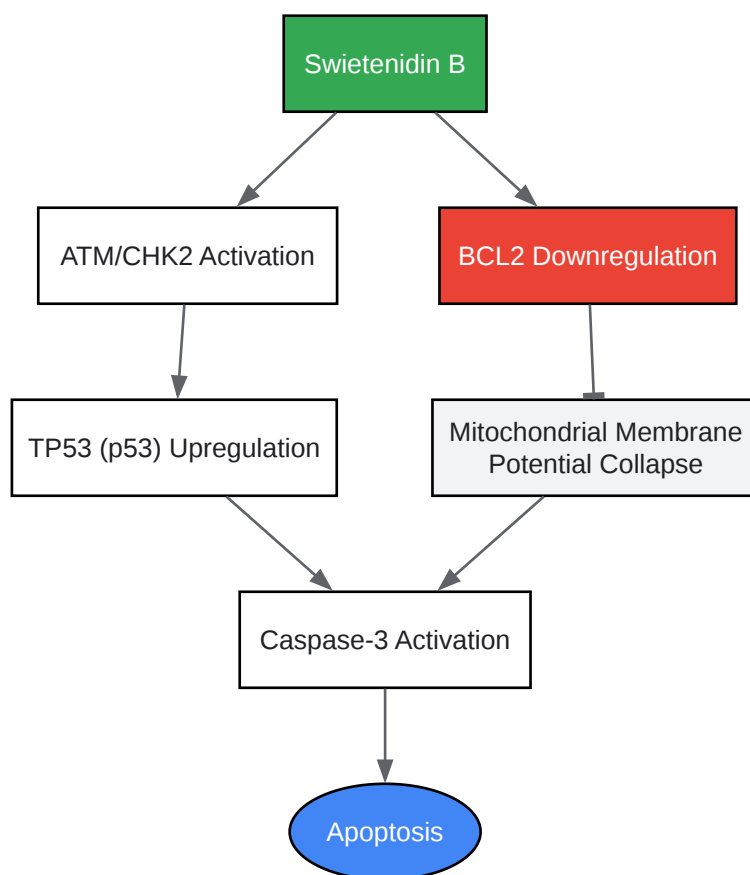 Swietenidin B
ATM/CHK2 Activation
BCL2 Downregulation
TP53 (p53) Upregulation
Mitochondrial Membrane
Potential Collapse
Caspase-3 Activation
Apoptosis